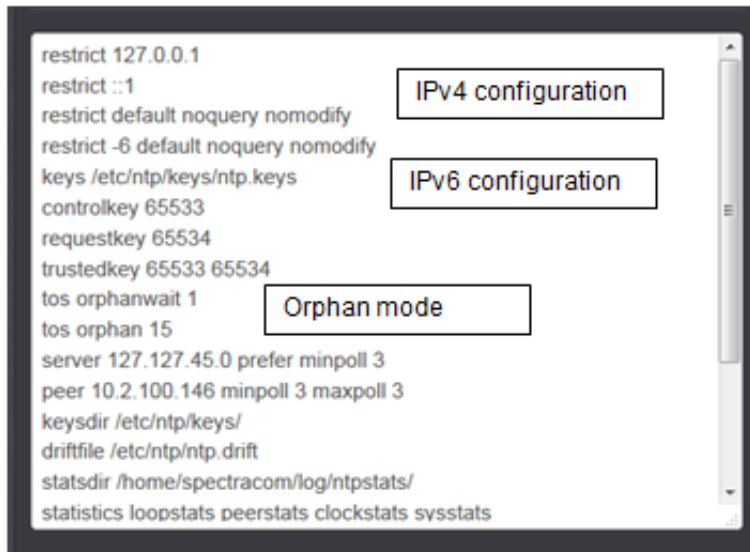 restrict 127.0.0.1
restrict ::1
IPv4 configuration
restrict default noquery nomodify
restrict -6 default noquery nomodify
keys /etc/ntp/keys/ntp.keys
IPv6 configuration
controlkey 65533
requestkey 65534
trustedkey 65533 65534
tos orphanwait 1
Orphan mode
tos orphan 15
server 127.127.45.0 prefer minpoll 3
peer 10.2.100.146 minpoll 3 maxpoll 3
keysdir /etc/ntp/keys/
driftfile /etc/ntp/ntp.drift
statsdir /home/spectracom/log/ntpstats/
statistics loopstats peerstats clockstats sysstats